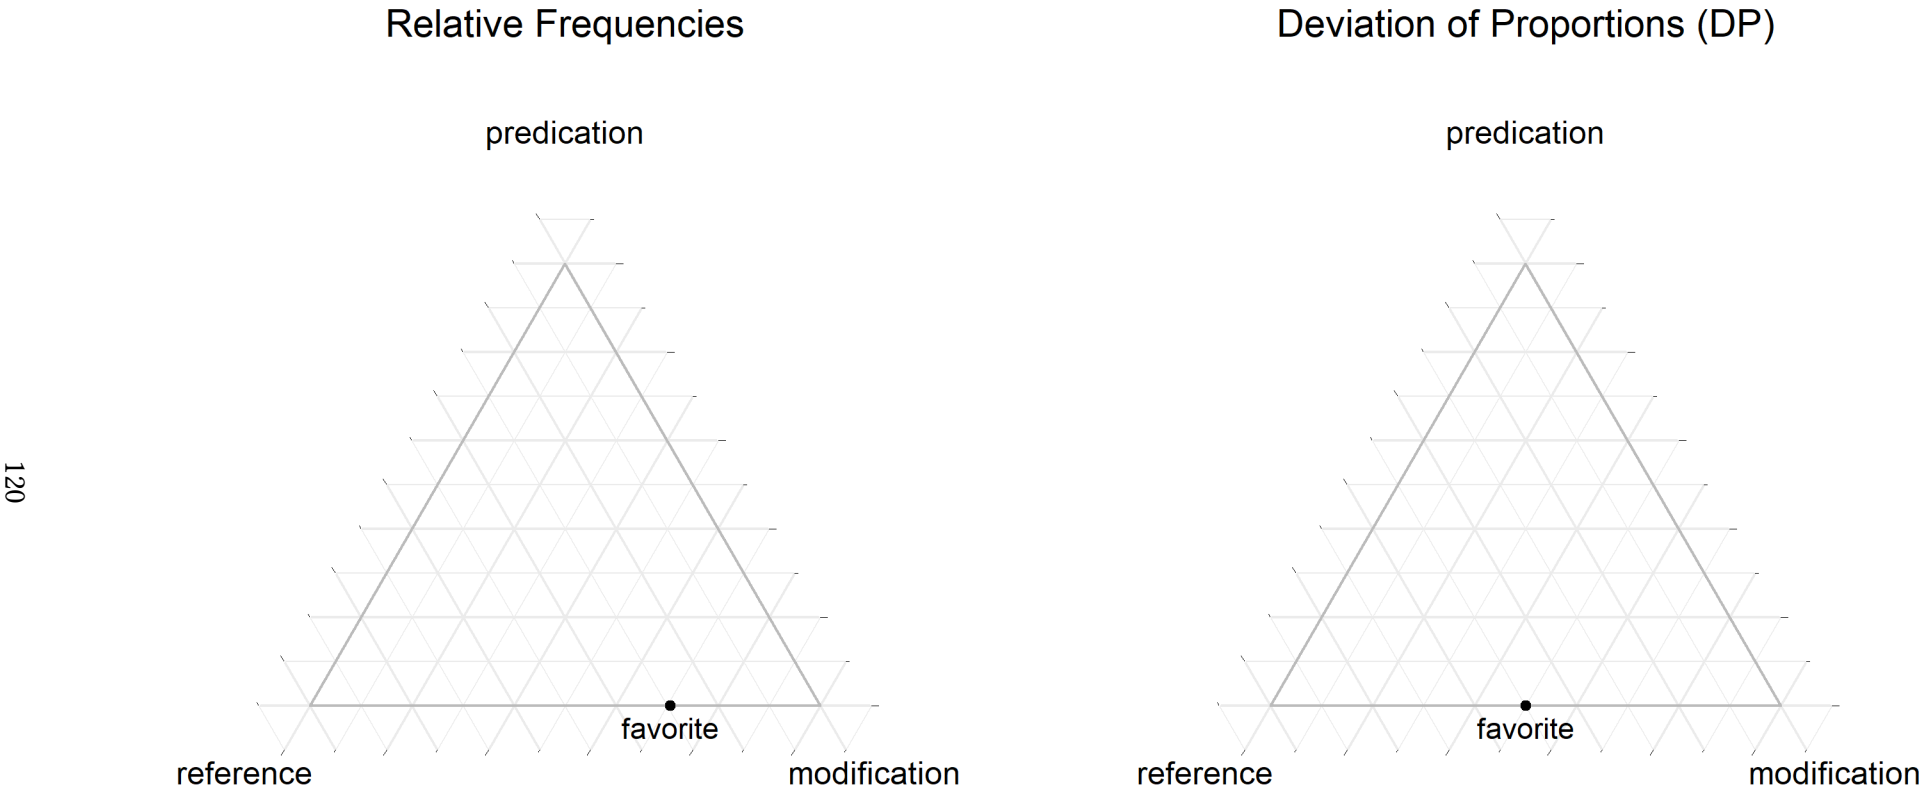 Relative Frequencies
predication
favorite
reference
modification
Deviation of Proportions (DP)
predication
favorite
reference
modification
120